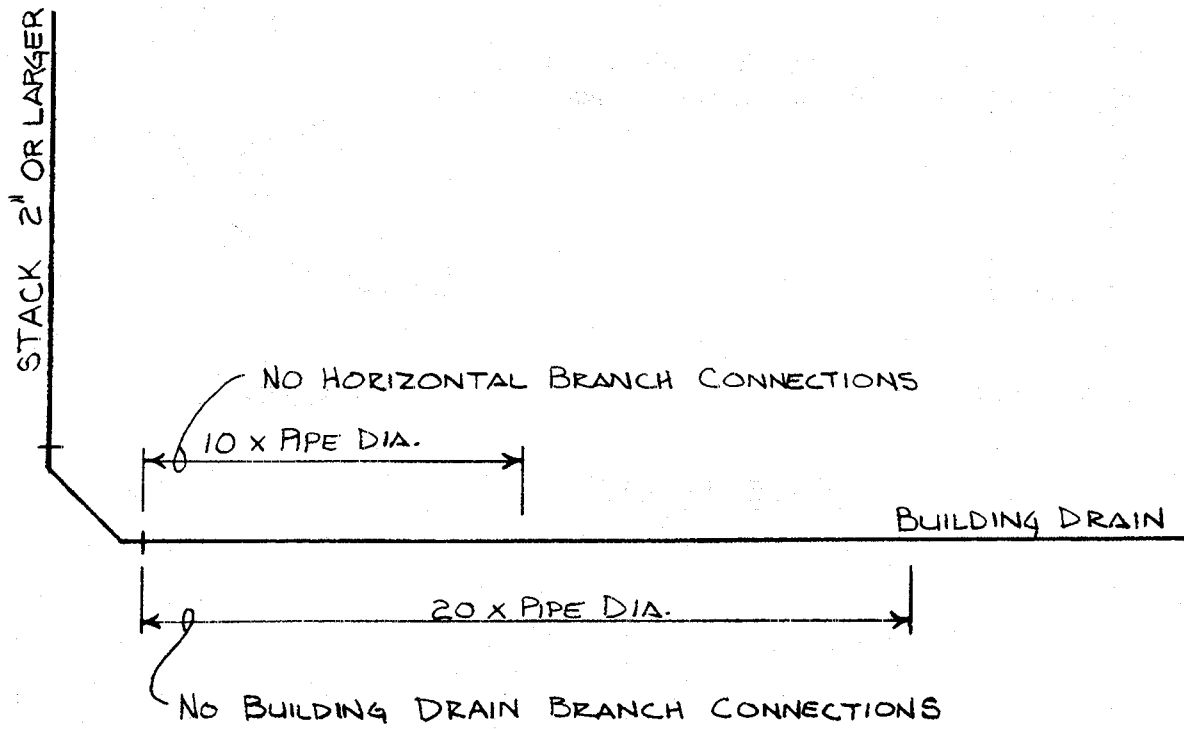 STACK 2" OR LARGER
NO HORIZONTAL BRANCH CONNECTIONS
10 X PIPE DIA.
BUILDING DRAIN
20 X PIPE DIA.
NO BUILDING DRAIN BRANCH CONNECTIONS